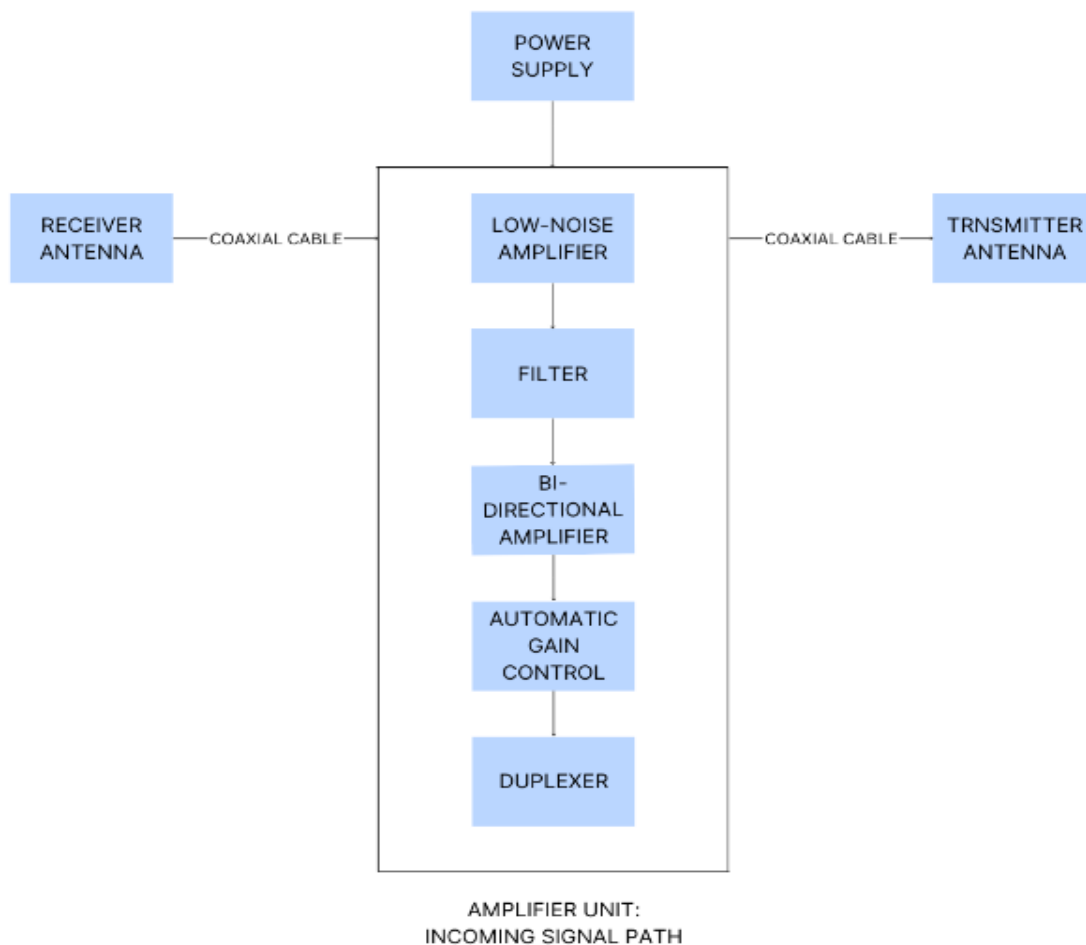 POWER
SUPPLY
RECEIVER
ANTENNA
COAXIAL CABLE
LOW-NOISE
AMPLIFIER
COAXIAL CABLE
TRNSMITTER
ANTENNA
FILTER
BI-
DIRECTIONAL
AMPLIFIER
AUTOMATIC
GAIN
CONTROL
DUPLEXER
AMPLIFIER UNIT:
INCOMING SIGNAL PATH